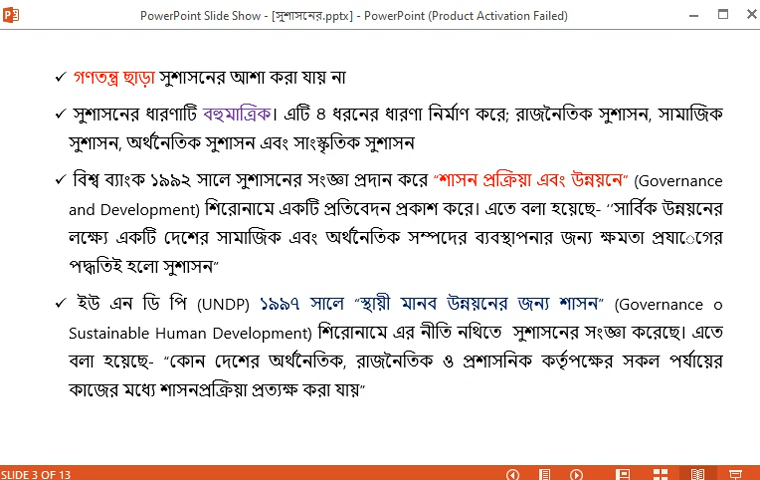 PowerPoint Slide Show - [সুশাসনের.pptx] - PowerPoint (Product Activation Failed)
✓ গণতন্ত্র ছাড়া সুশাসনের আশা করা যায় না
✓ সুশাসনের ধারণাটি বহুমাত্রিক। এটি ৪ ধরনের ধারণা নির্মাণ করে; রাজনৈতিক সুশাসন, সামাজিক
সুশাসন, অর্থনৈতিক সুশাসন এবং সাংস্কৃতিক সুশাসন
✓ বিশ্ব ব্যাংক ১৯৯২ সালে সুশাসনের সংজ্ঞা প্রদান করে “শাসন প্রক্রিয়া এবং উন্নয়নে” (Governance
and Development) শিরোনামে একটি প্রতিবেদন প্রকাশ করে। এতে বলা হয়েছে- ‘‘সার্বিক উন্নয়নের
লক্ষ্যে একটি দেশের সামাজিক এবং অর্থনৈতিক সম্পদের ব্যবস্থাপনার জন্য ক্ষমতা প্রযােগের
পদ্ধতিই হলো সুশাসন”
✓ ইউ এন ডি পি (UNDP) ১৯৯৭ সালে “স্থায়ী মানব উন্নয়নের জন্য শাসন” (Governance o
Sustainable Human Development) শিরোনামে এর নীতি নথিতে সুশাসনের সংজ্ঞা করেছে। এতে
বলা হয়েছে- “কোন দেশের অর্থনৈতিক, রাজনৈতিক ও প্রশাসনিক কর্তৃপক্ষের সকল পর্যায়ের
কাজের মধ্যে শাসনপ্রক্রিয়া প্রত্যক্ষ করা যায়”
SLIDE 3 OF 13